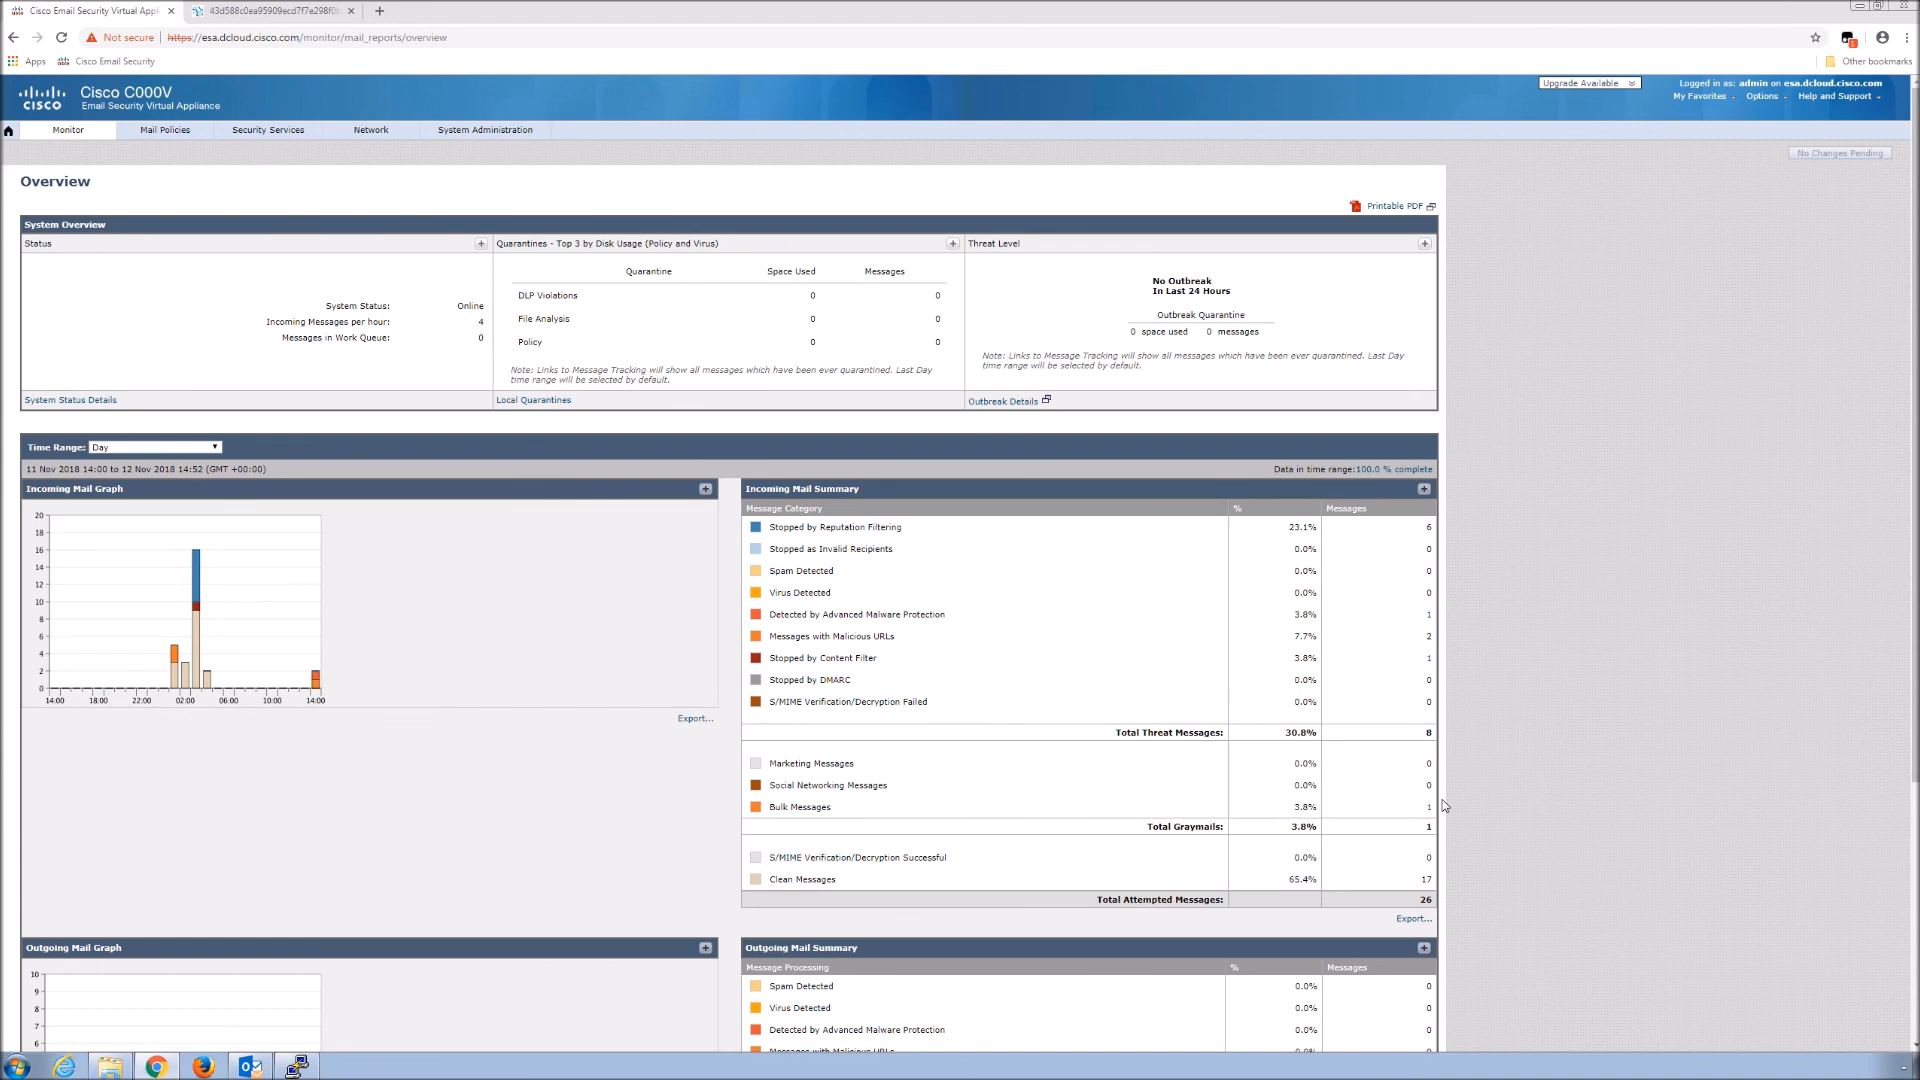 Cisco Email Security Virtual Appl
43d588c0ea95909ecd7f7e298f0
Not secure
https://esa.dcloud.cisco.com/monitor/mail_reports/overview
Apps
Cisco Email Security
Other bookmarks
CISCO
Cisco C000V
Email Security Virtual Appliance
Upgrade Available
Logged in as: admin on esa.dcloud.cisco.com
My Favorites
Options
Help and Support
Monitor
Mail Policies
Security Services
Network
System Administration
No Changes Pending
Overview
Printable PDF
System Overview
Status
System Status: Online
Incoming Messages per hour: 4
Messages in Work Queue: 0
System Status Details
Quarantines - Top 3 by Disk Usage (Policy and Virus)
Quarantine Space Used Messages
DLP Violations 0 0
File Analysis 0 0
Policy 0 0
Note: Links to Message Tracking will show all messages which have been ever quarantined. Last Day
time range will be selected by default.
Local Quarantines
Threat Level
No Outbreak
In Last 24 Hours
Outbreak Quarantine
0 space used 0 messages
Note: Links to Message Tracking will show all messages which have been ever quarantined. Last Day
time range will be selected by default.
Outbreak Details
Time Range: Day
11 Nov 2018 14:00 to 12 Nov 2018 14:52 (GMT +00:00)
Data in time range:100.0 % complete
Incoming Mail Graph
20
18
16
14
12
10
8
6
4
2
0
14:00 18:00 22:00 02:00 06:00 10:00 14:00
Export...
Incoming Mail Summary
Message Category % Messages
Stopped by Reputation Filtering 23.1% 6
Stopped as Invalid Recipients 0.0% 0
Spam Detected 0.0% 0
Virus Detected 0.0% 0
Detected by Advanced Malware Protection 3.8% 1
Messages with Malicious URLs 7.7% 2
Stopped by Content Filter 3.8% 1
Stopped by DMARC 0.0% 0
S/MIME Verification/Decryption Failed 0.0% 0
Total Threat Messages: 30.8% 8
Marketing Messages 0.0% 0
Social Networking Messages 0.0% 0
Bulk Messages 3.8% 1
Total Graymails: 3.8% 1
S/MIME Verification/Decryption Successful 0.0% 0
Clean Messages 65.4% 17
Total Attempted Messages: 26
Export...
Outgoing Mail Graph
10
9
8
7
6
Outgoing Mail Summary
Message Processing % Messages
Spam Detected 0.0% 0
Virus Detected 0.0% 0
Detected by Advanced Malware Protection 0.0% 0
Messages with Malicious URLs 0.0% 0